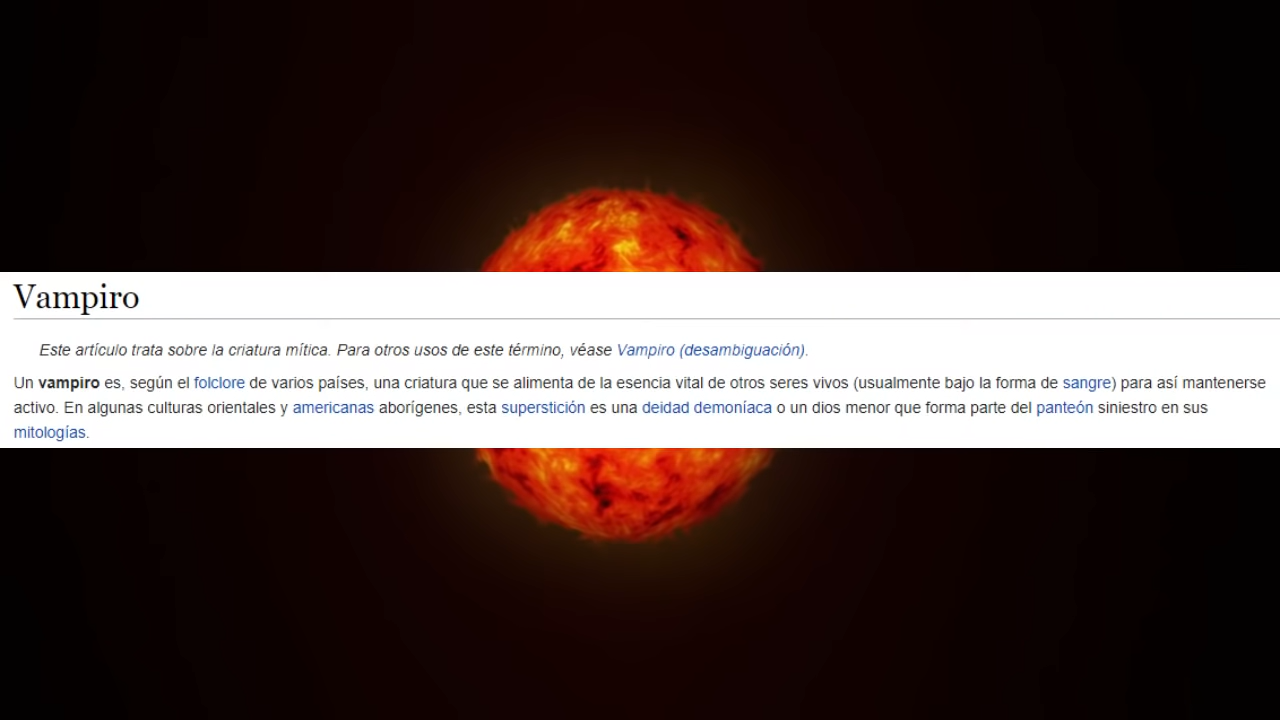 Vampiro
Este artículo trata sobre la criatura mítica. Para otros usos de este término, véase Vampiro (desambiguación).
Un vampiro es, según el folclore de varios países, una criatura que se alimenta de la esencia vital de otros seres vivos (usualmente bajo la forma de sangre) para así mantenerse
activo. En algunas culturas orientales y americanas aborígenes, esta superstición es una deidad demoníaca o un dios menor que forma parte del panteón siniestro en sus
mitologías.